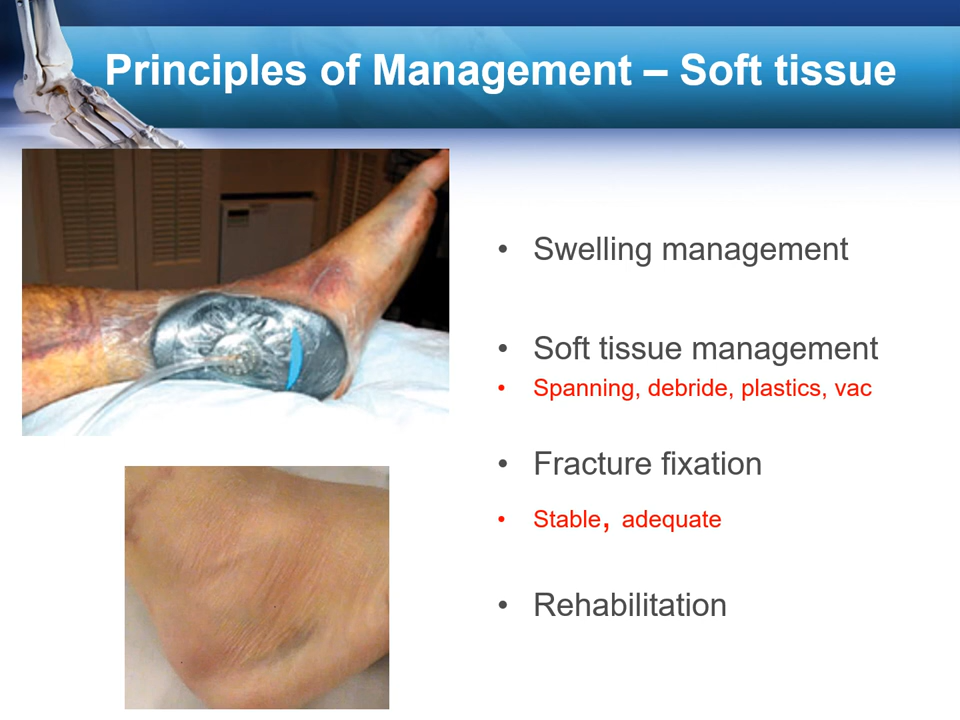 Principles of Management – Soft tissue
• Swelling management
• Soft tissue management
• Spanning, debride, plastics, vac
• Fracture fixation
• Stable, adequate
• Rehabilitation